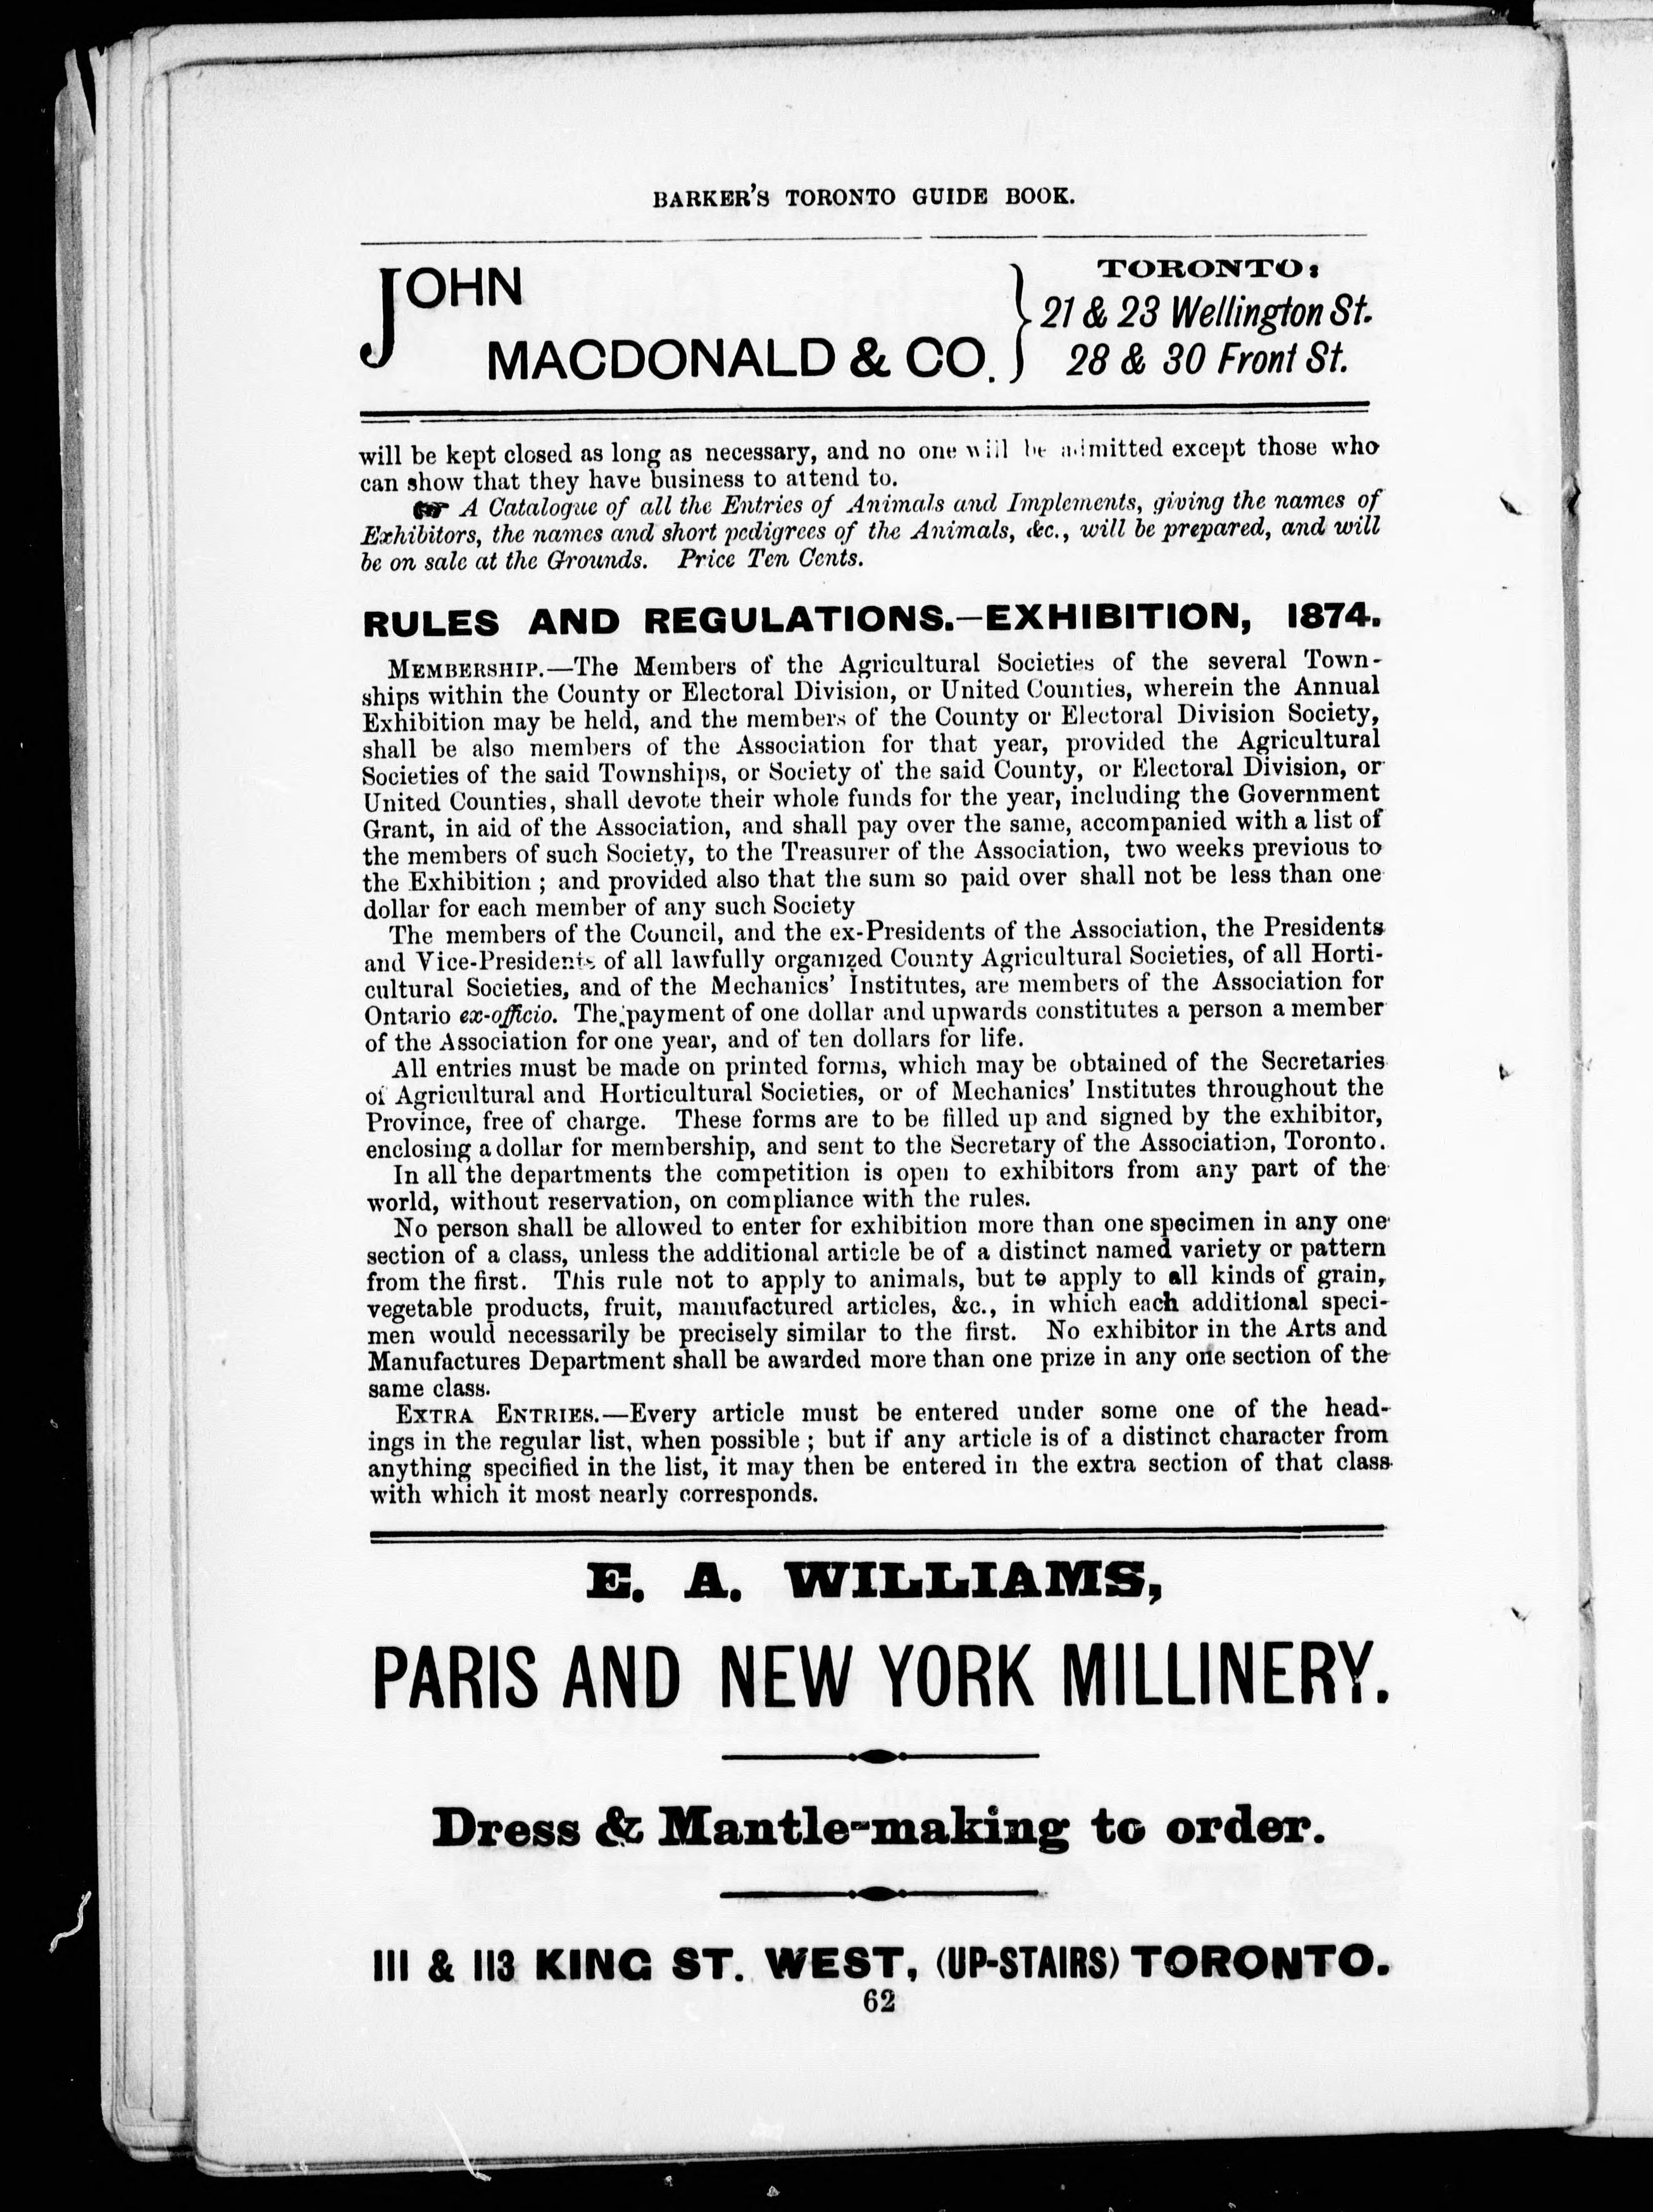 BARKER'S TORONTO GUIDE BOOK.
JOHN
MACDONALD & CO.
TORONTO:
21 & 23 Wellington St.
28 & 30 Front St.
will be kept closed as long as necessary, and no one will be admitted except those who
can show that they have business to attend to.
☞ A Catalogue of all the Entries of Animals and Implements, giving the names of
Exhibitors, the names and short pedigrees of the Animals, &c., will be prepared, and will
be on sale at the Grounds. Price Ten Cents.
RULES AND REGULATIONS.—EXHIBITION, 1874.
MEMBERSHIP.—The Members of the Agricultural Societies of the several Town-
ships within the County or Electoral Division, or United Counties, wherein the Annual
Exhibition may be held, and the members of the County or Electoral Division Society,
shall be also members of the Association for that year, provided the Agricultural
Societies of the said Townships, or Society of the said County, or Electoral Division, or
United Counties, shall devote their whole funds for the year, including the Government
Grant, in aid of the Association, and shall pay over the same, accompanied with a list of
the members of such Society, to the Treasurer of the Association, two weeks previous to
the Exhibition ; and provided also that the sum so paid over shall not be less than one
dollar for each member of any such Society
The members of the Council, and the ex-Presidents of the Association, the Presidents
and Vice-Presidents of all lawfully organized County Agricultural Societies, of all Horti-
cultural Societies, and of the Mechanics' Institutes, are members of the Association for
Ontario ex-officio. The payment of one dollar and upwards constitutes a person a member
of the Association for one year, and of ten dollars for life.
All entries must be made on printed forms, which may be obtained of the Secretaries
of Agricultural and Horticultural Societies, or of Mechanics' Institutes throughout the
Province, free of charge. These forms are to be filled up and signed by the exhibitor,
enclosing a dollar for membership, and sent to the Secretary of the Association, Toronto.
In all the departments the competition is open to exhibitors from any part of the
world, without reservation, on compliance with the rules.
No person shall be allowed to enter for exhibition more than one specimen in any one
section of a class, unless the additional article be of a distinct named variety or pattern
from the first. This rule not to apply to animals, but to apply to all kinds of grain,
vegetable products, fruit, manufactured articles, &c., in which each additional speci-
men would necessarily be precisely similar to the first. No exhibitor in the Arts and
Manufactures Department shall be awarded more than one prize in any one section of the
same class.
EXTRA ENTRIES.—Every article must be entered under some one of the head-
ings in the regular list, when possible ; but if any article is of a distinct character from
anything specified in the list, it may then be entered in the extra section of that class
with which it most nearly corresponds.
E. A. WILLIAMS,
PARIS AND NEW YORK MILLINERY.
Dress & Mantle-making to order.
111 & 113 KING ST. WEST, (UP-STAIRS) TORONTO.
62